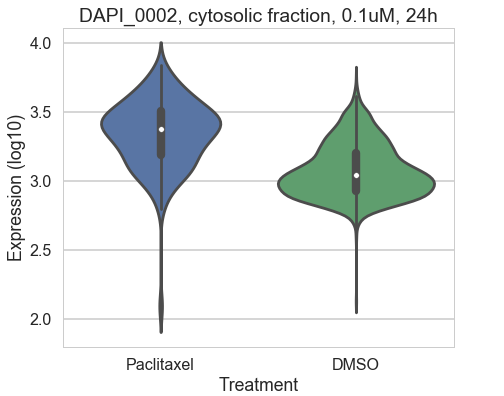 DAPI_0002, cytosolic fraction, 0.1uM, 24h
4.0
3.5
3.0
2.5
2.0
Expression (log10)
Paclitaxel DMSO
Treatment